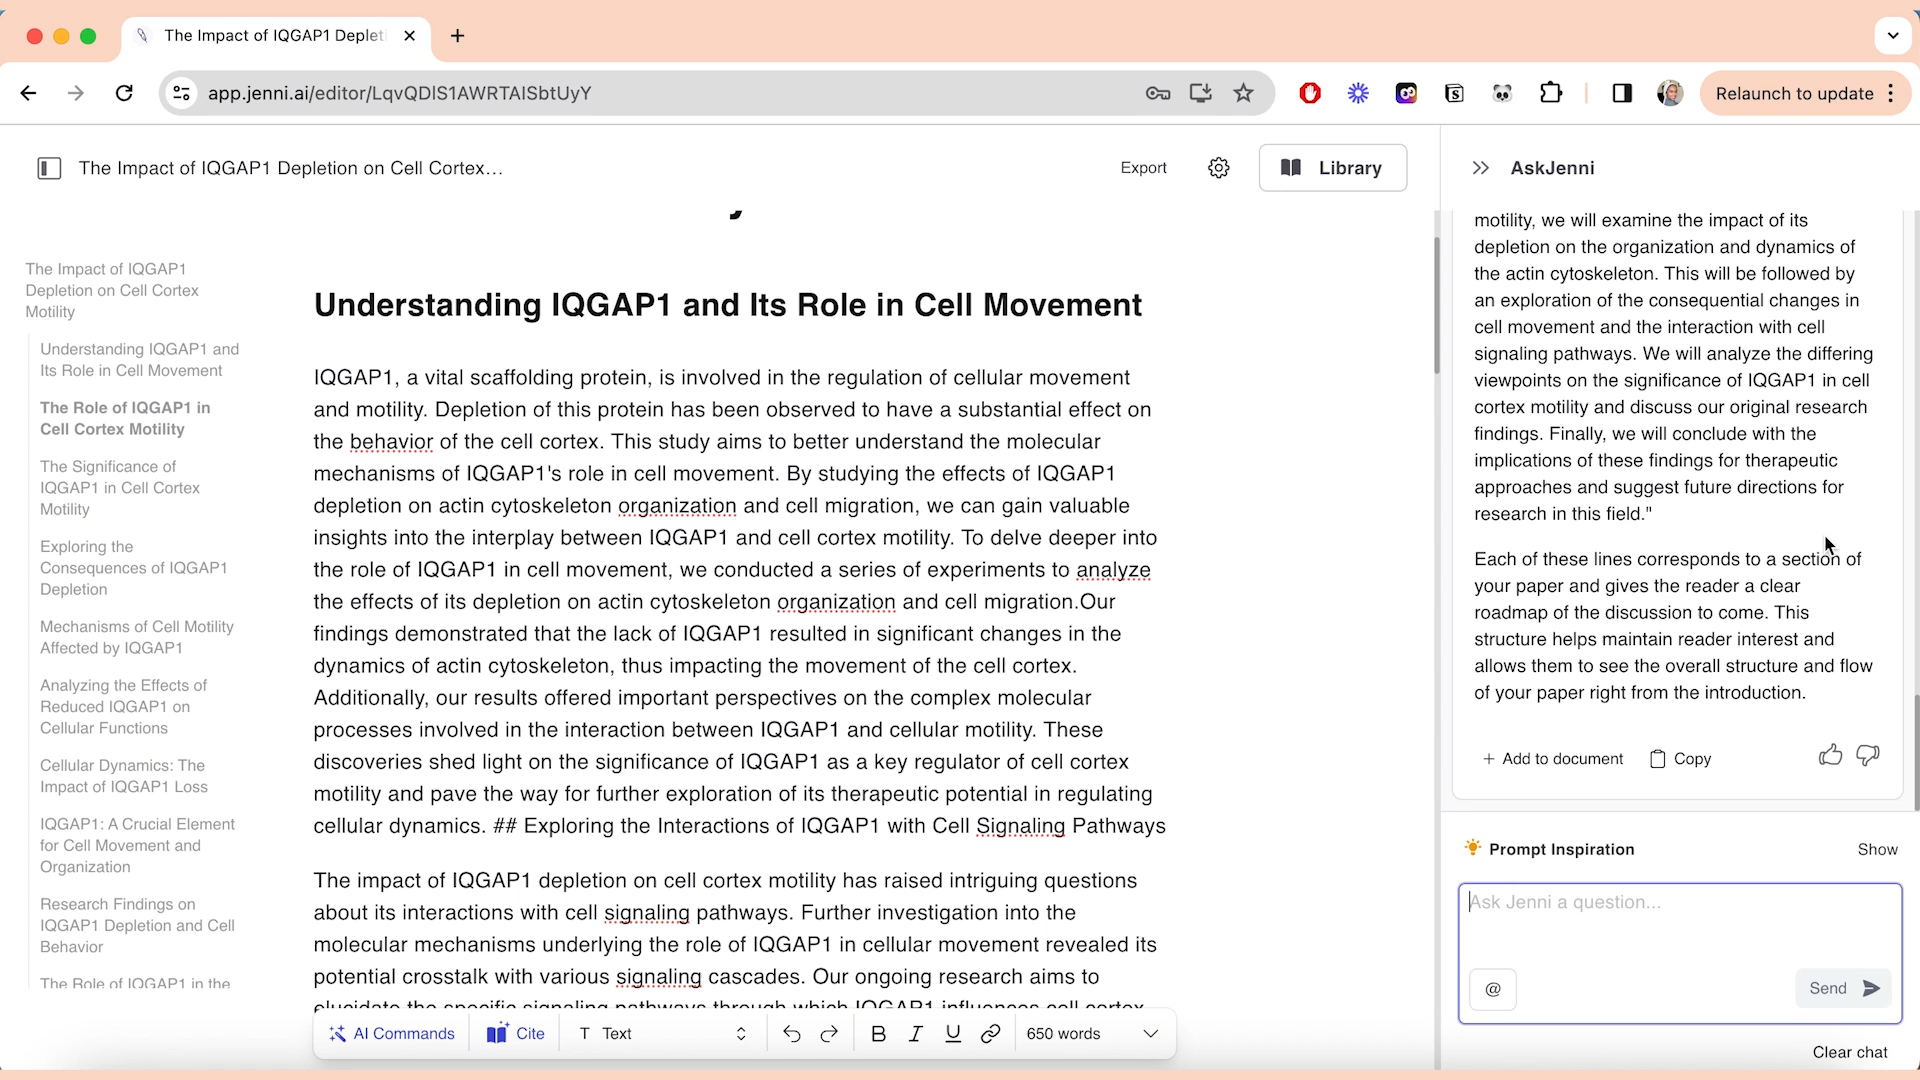 The Impact of IQGAP1 Deplet
app.jenni.ai/editor/LqvQDIS1AWRTAISbtUyY
Relaunch to update
The Impact of IQGAP1 Depletion on Cell Cortex...
Export
Library
The Impact of IQGAP1
Depletion on Cell Cortex
Motility
Understanding IQGAP1 and
Its Role in Cell Movement
The Role of IQGAP1 in
Cell Cortex Motility
The Significance of
IQGAP1 in Cell Cortex
Motility
Exploring the
Consequences of IQGAP1
Depletion
Mechanisms of Cell Motility
Affected by IQGAP1
Analyzing the Effects of
Reduced IQGAP1 on
Cellular Functions
Cellular Dynamics: The
Impact of IQGAP1 Loss
IQGAP1: A Crucial Element
for Cell Movement and
Organization
Research Findings on
IQGAP1 Depletion and Cell
Behavior
The Role of IQGAP1 in the
Understanding IQGAP1 and Its Role in Cell Movement
IQGAP1, a vital scaffolding protein, is involved in the regulation of cellular movement
and motility. Depletion of this protein has been observed to have a substantial effect on
the behavior of the cell cortex. This study aims to better understand the molecular
mechanisms of IQGAP1's role in cell movement. By studying the effects of IQGAP1
depletion on actin cytoskeleton organization and cell migration, we can gain valuable
insights into the interplay between IQGAP1 and cell cortex motility. To delve deeper into
the role of IQGAP1 in cell movement, we conducted a series of experiments to analyze
the effects of its depletion on actin cytoskeleton organization and cell migration.Our
findings demonstrated that the lack of IQGAP1 resulted in significant changes in the
dynamics of actin cytoskeleton, thus impacting the movement of the cell cortex.
Additionally, our results offered important perspectives on the complex molecular
processes involved in the interaction between IQGAP1 and cellular motility. These
discoveries shed light on the significance of IQGAP1 as a key regulator of cell cortex
motility and pave the way for further exploration of its therapeutic potential in regulating
cellular dynamics. ## Exploring the Interactions of IQGAP1 with Cell Signaling Pathways
The impact of IQGAP1 depletion on cell cortex motility has raised intriguing questions
about its interactions with cell signaling pathways. Further investigation into the
molecular mechanisms underlying the role of IQGAP1 in cellular movement revealed its
potential crosstalk with various signaling cascades. Our ongoing research aims to
elucidate the specific signaling pathways through which IQGAP1 influences cell cortex
AI Commands
Cite
T Text
B I U
650 words
AskJenni
motility, we will examine the impact of its
depletion on the organization and dynamics of
the actin cytoskeleton. This will be followed by
an exploration of the consequential changes in
cell movement and the interaction with cell
signaling pathways. We will analyze the differing
viewpoints on the significance of IQGAP1 in cell
cortex motility and discuss our original research
findings. Finally, we will conclude with the
implications of these findings for therapeutic
approaches and suggest future directions for
research in this field."
Each of these lines corresponds to a section of
your paper and gives the reader a clear
roadmap of the discussion to come. This
structure helps maintain reader interest and
allows them to see the overall structure and flow
of your paper right from the introduction.
+ Add to document
Copy
Prompt Inspiration
Show
Ask Jenni a question...
@
Send
Clear chat